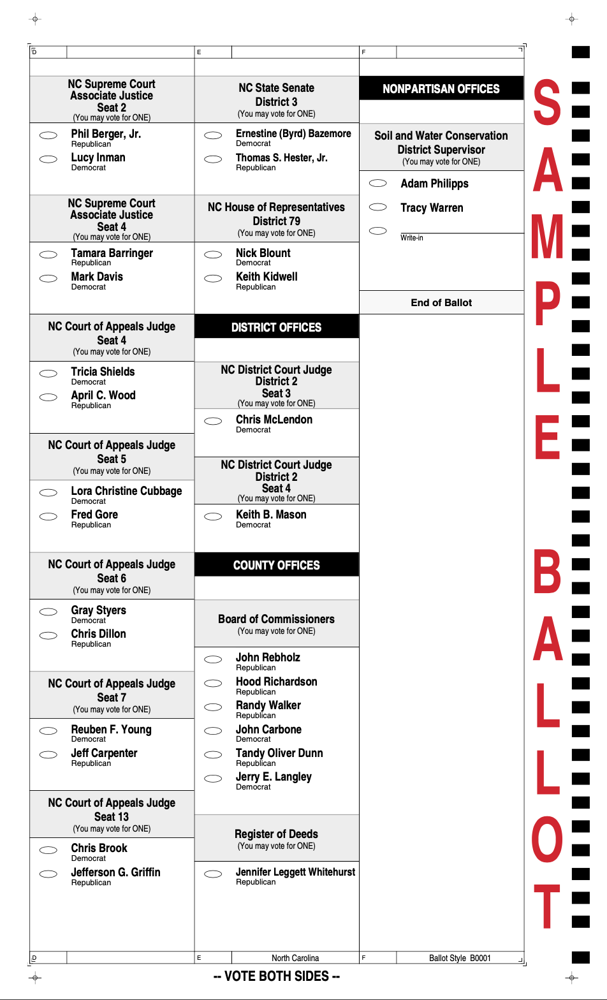 D
E
F
NC Supreme Court
Associate Justice
Seat 2
(You may vote for ONE)
Phil Berger, Jr.
Republican
Lucy Inman
Democrat
NC Supreme Court
Associate Justice
Seat 4
(You may vote for ONE)
Tamara Barringer
Republican
Mark Davis
Democrat
NC Court of Appeals Judge
Seat 4
(You may vote for ONE)
Tricia Shields
Democrat
April C. Wood
Republican
NC Court of Appeals Judge
Seat 5
(You may vote for ONE)
Lora Christine Cubbage
Democrat
Fred Gore
Republican
NC Court of Appeals Judge
Seat 6
(You may vote for ONE)
Gray Styers
Democrat
Chris Dillon
Republican
NC Court of Appeals Judge
Seat 7
(You may vote for ONE)
Reuben F. Young
Democrat
Jeff Carpenter
Republican
NC Court of Appeals Judge
Seat 13
(You may vote for ONE)
Chris Brook
Democrat
Jefferson G. Griffin
Republican
NC State Senate
District 3
(You may vote for ONE)
Ernestine (Byrd) Bazemore
Democrat
Thomas S. Hester, Jr.
Republican
NC House of Representatives
District 79
(You may vote for ONE)
Nick Blount
Democrat
Keith Kidwell
Republican
DISTRICT OFFICES
NC District Court Judge
District 2
Seat 3
(You may vote for ONE)
Chris McLendon
Democrat
NC District Court Judge
District 2
Seat 4
(You may vote for ONE)
Keith B. Mason
Democrat
COUNTY OFFICES
Board of Commissioners
(You may vote for ONE)
John Rebholz
Republican
Hood Richardson
Republican
Randy Walker
Republican
John Carbone
Democrat
Tandy Oliver Dunn
Republican
Jerry E. Langley
Democrat
Register of Deeds
(You may vote for ONE)
Jennifer Leggett Whitehurst
Republican
NONPARTISAN OFFICES
Soil and Water Conservation
District Supervisor
(You may vote for ONE)
Adam Philipps
Tracy Warren
Write-in
End of Ballot
SAMPLE BALLOT
D
E
North Carolina
F
Ballot Style B0001
-- VOTE BOTH SIDES --